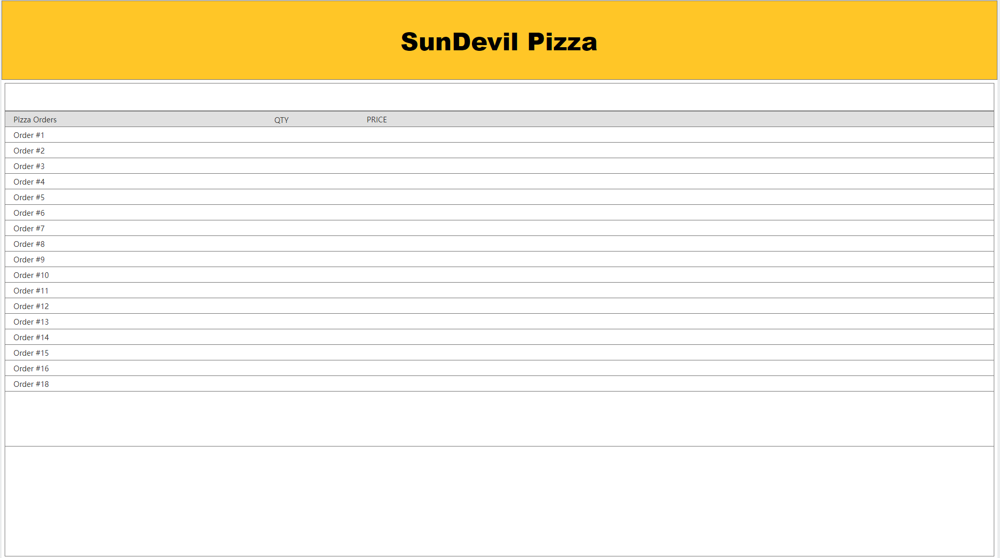 SunDevil Pizza
Pizza Orders QTY PRICE
Order #1
Order #2
Order #3
Order #4
Order #5
Order #6
Order #7
Order #8
Order #9
Order #10
Order #11
Order #12
Order #13
Order #14
Order #15
Order #16
Order #18